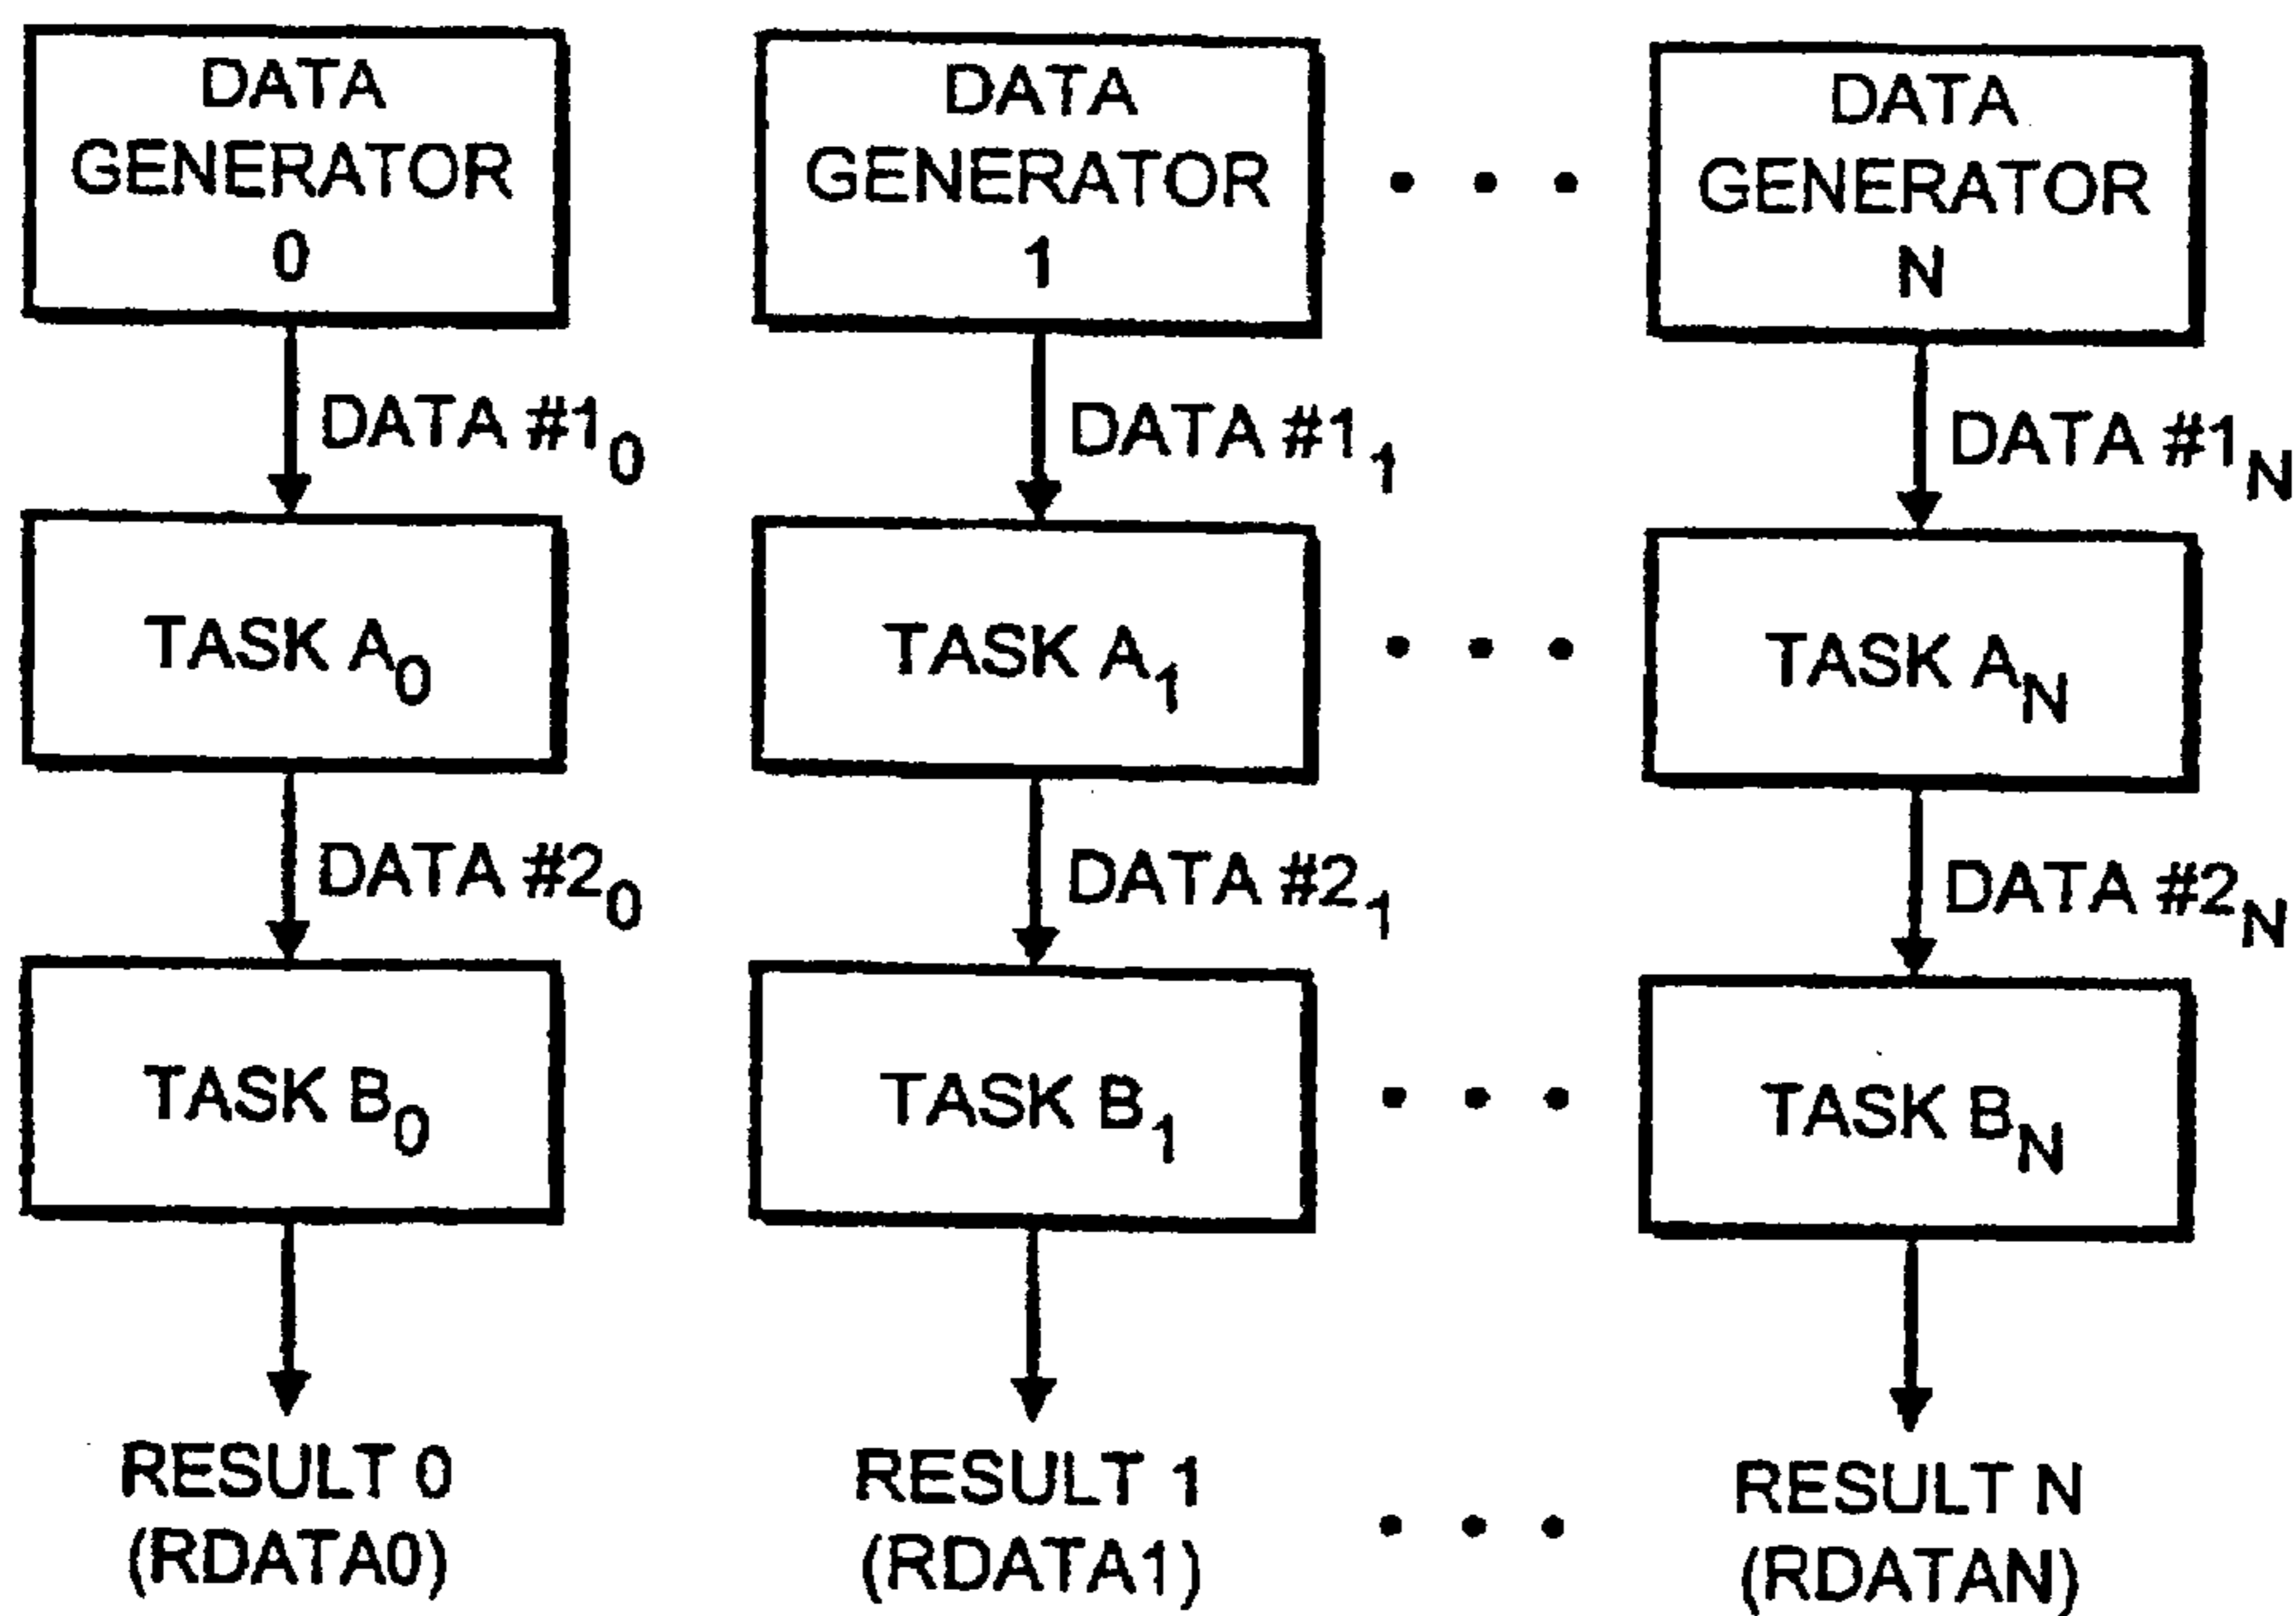 DATA
GENERATOR
0
DATA
GENERATOR
1
DATA
GENERATOR
N
DATA #1₀
DATA #1₁
DATA #1N
TASK A₀
TASK A₁
TASK AN
DATA #2₀
DATA #2₁
DATA #2N
TASK B₀
TASK B₁
TASK BN
RESULT 0
(RDATA0)
RESULT 1
(RDATA1)
RESULT N
(RDATAN)